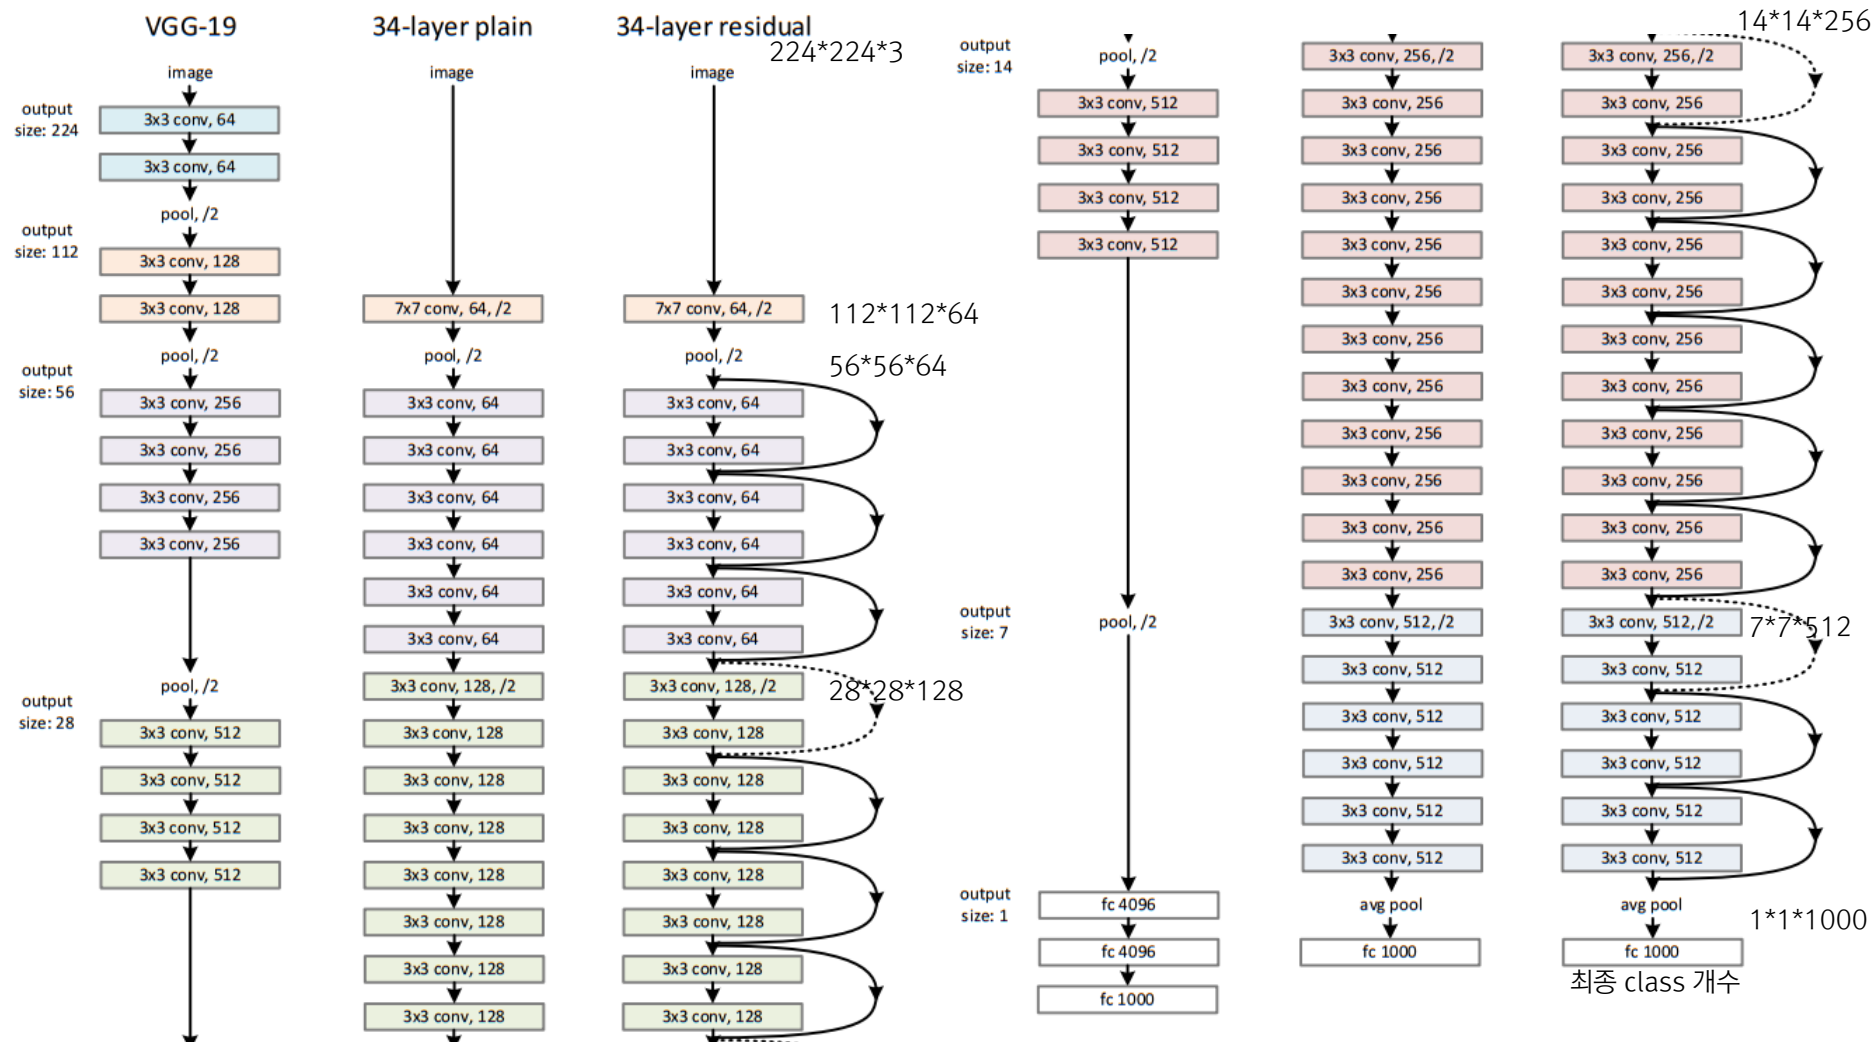 VGG-19
image
output
size: 224
3x3 conv, 64
3x3 conv, 64
pool, /2
output
size: 112
3x3 conv, 128
3x3 conv, 128
pool, /2
output
size: 56
3x3 conv, 256
3x3 conv, 256
3x3 conv, 256
3x3 conv, 256
pool, /2
output
size: 28
3x3 conv, 512
3x3 conv, 512
3x3 conv, 512
3x3 conv, 512
34-layer plain
image
7x7 conv, 64, /2
pool, /2
3x3 conv, 64
3x3 conv, 64
3x3 conv, 64
3x3 conv, 64
3x3 conv, 64
3x3 conv, 64
3x3 conv, 128, /2
3x3 conv, 128
3x3 conv, 128
3x3 conv, 128
3x3 conv, 128
3x3 conv, 128
3x3 conv, 128
3x3 conv, 128
34-layer residual
224*224*3
image
7x7 conv, 64, /2
112*112*64
pool, /2
56*56*64
3x3 conv, 64
3x3 conv, 64
3x3 conv, 64
3x3 conv, 64
3x3 conv, 64
3x3 conv, 64
3x3 conv, 128, /2
28*28*128
3x3 conv, 128
3x3 conv, 128
3x3 conv, 128
3x3 conv, 128
3x3 conv, 128
3x3 conv, 128
3x3 conv, 128
output
size: 14
pool, /2
3x3 conv, 512
3x3 conv, 512
3x3 conv, 512
3x3 conv, 512
output
size: 7
pool, /2
output
size: 1
fc 4096
fc 4096
fc 1000
3x3 conv, 256, /2
3x3 conv, 256
3x3 conv, 256
3x3 conv, 256
3x3 conv, 256
3x3 conv, 256
3x3 conv, 256
3x3 conv, 256
3x3 conv, 256
3x3 conv, 256
3x3 conv, 256
3x3 conv, 256
3x3 conv, 512, /2
3x3 conv, 512
3x3 conv, 512
3x3 conv, 512
3x3 conv, 512
3x3 conv, 512
avg pool
fc 1000
14*14*256
3x3 conv, 256, /2
3x3 conv, 256
3x3 conv, 256
3x3 conv, 256
3x3 conv, 256
3x3 conv, 256
3x3 conv, 256
3x3 conv, 256
3x3 conv, 256
3x3 conv, 256
3x3 conv, 256
3x3 conv, 256
3x3 conv, 512, /2
7*7*512
3x3 conv, 512
3x3 conv, 512
3x3 conv, 512
3x3 conv, 512
3x3 conv, 512
avg pool
1*1*1000
fc 1000
최종 class 개수